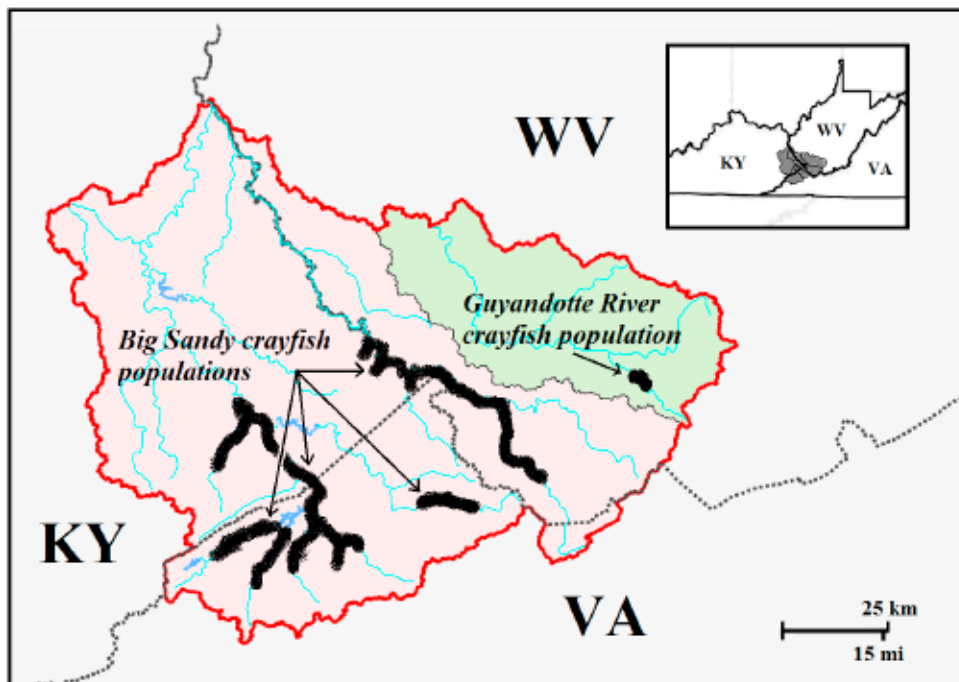 WV
KY
WV
VA
Guyandotte River
crayfish population
Big Sandy crayfish
populations
KY
VA
25 km
15 mi